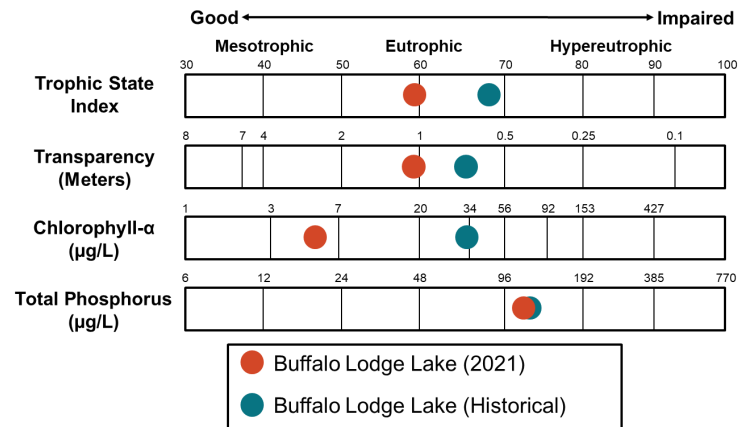 Good Impaired
Mesotrophic Eutrophic Hypereutrophic
30 40 50 60 70 80 90 100
Trophic State
Index
8 7 4 2 1 0.5 0.25 0.1
Transparency
(Meters)
1 3 7 20 34 56 92 153 427
Chlorophyll-α
(µg/L)
6 12 24 48 96 192 385 770
Total Phosphorus
(µg/L)
Buffalo Lodge Lake (2021)
Buffalo Lodge Lake (Historical)